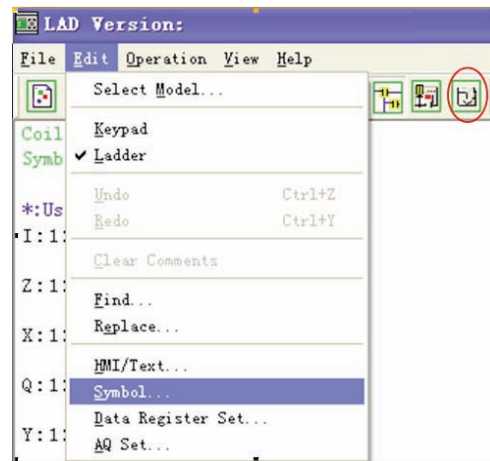 LAD Version:
File Edit Operation View Help
Select Model...
Coil
Keypad
Symb
Ladder
Undo Ctrl+Z
*:Us
Redo Ctrl+Y
I:1
Clear Comments
Z:1
Find...
Replace...
X:1
HMI/Text...
Q:1
Symbol...
Data Register Set...
Y:1
AQ Set...